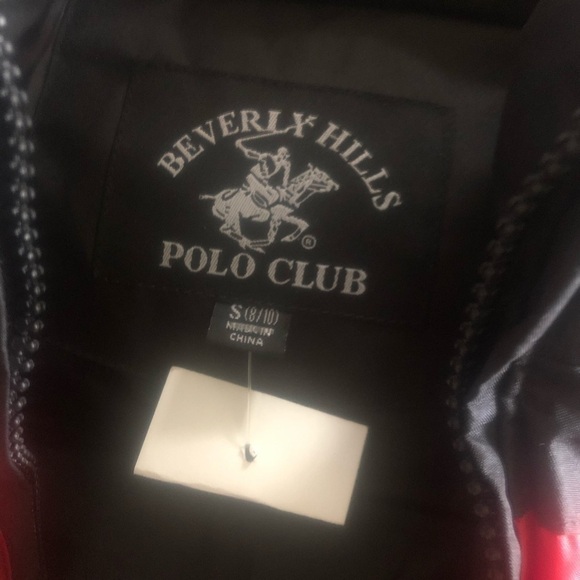 BEVERLY HILLS
®
POLO CLUB
S (8/10)
MADE IN
CHINA